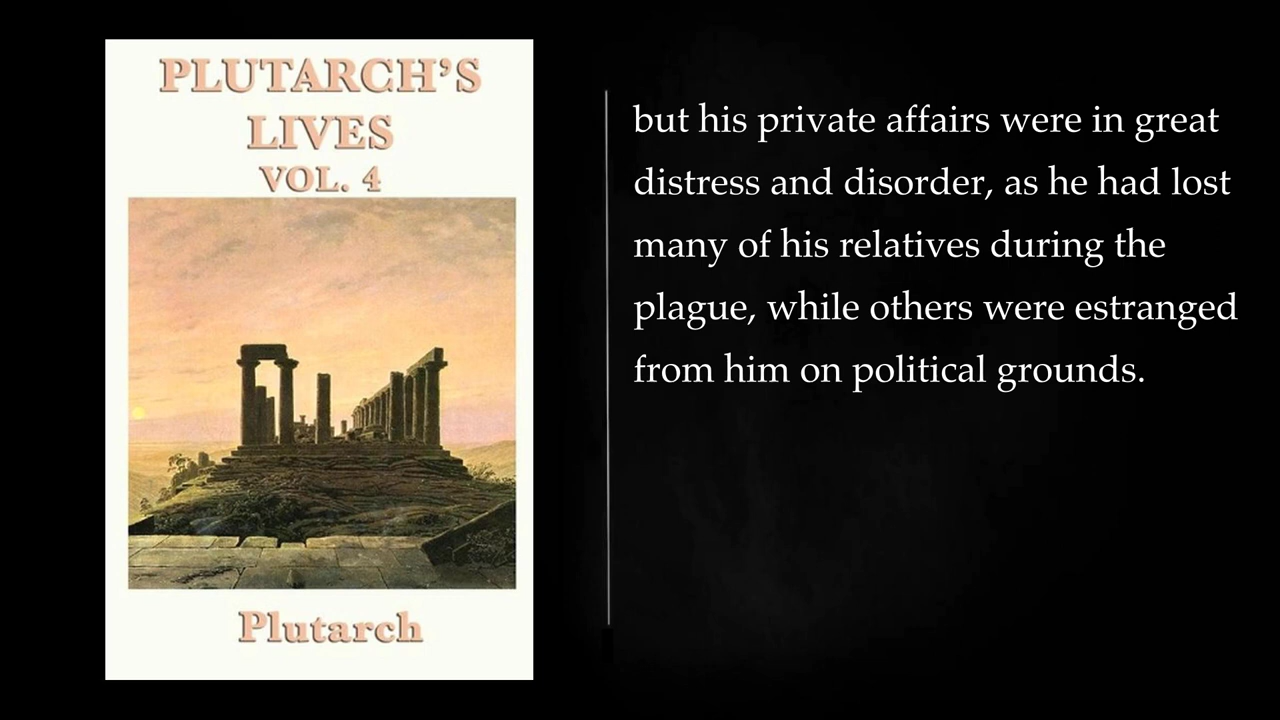 PLUTARCH'S
LIVES
VOL. 4
Plutarch
but his private affairs were in great
distress and disorder, as he had lost
many of his relatives during the
plague, while others were estranged
from him on political grounds.